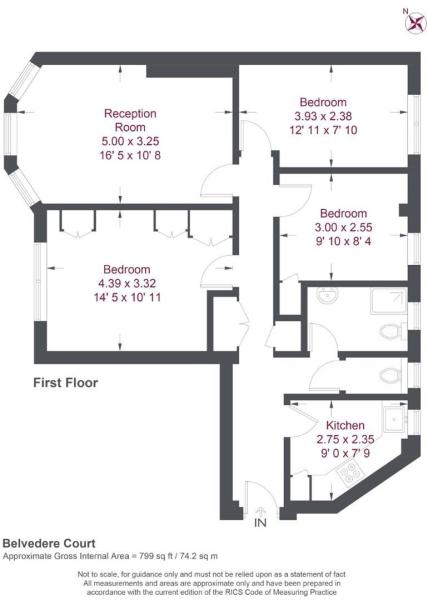 N
Reception
Room
5.00 x 3.25
16' 5 x 10' 8
Bedroom
3.93 x 2.38
12' 11 x 7' 10
Bedroom
3.00 x 2.55
9' 10 x 8' 4
Bedroom
4.39 x 3.32
14' 5 x 10' 11
First Floor
Kitchen
2.75 x 2.35
9' 0 x 7' 9
IN
Belvedere Court
Approximate Gross Internal Area = 799 sq ft / 74.2 sq m
Not to scale, for guidance only and must not be relied upon as a statement of fact
All measurements and areas are approximate only and have been prepared in
accordance with the current edition of the RICS Code of Measuring Practice